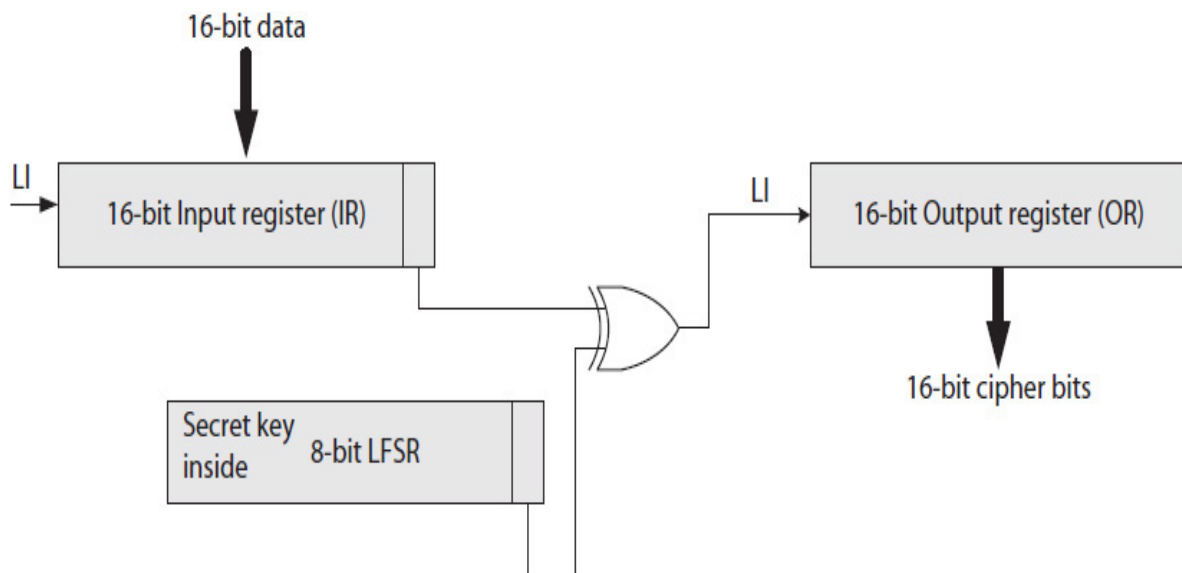 16-bit data
LI
16-bit Input register (IR)
LI
16-bit Output register (OR)
16-bit cipher bits
Secret key
inside
8-bit LFSR